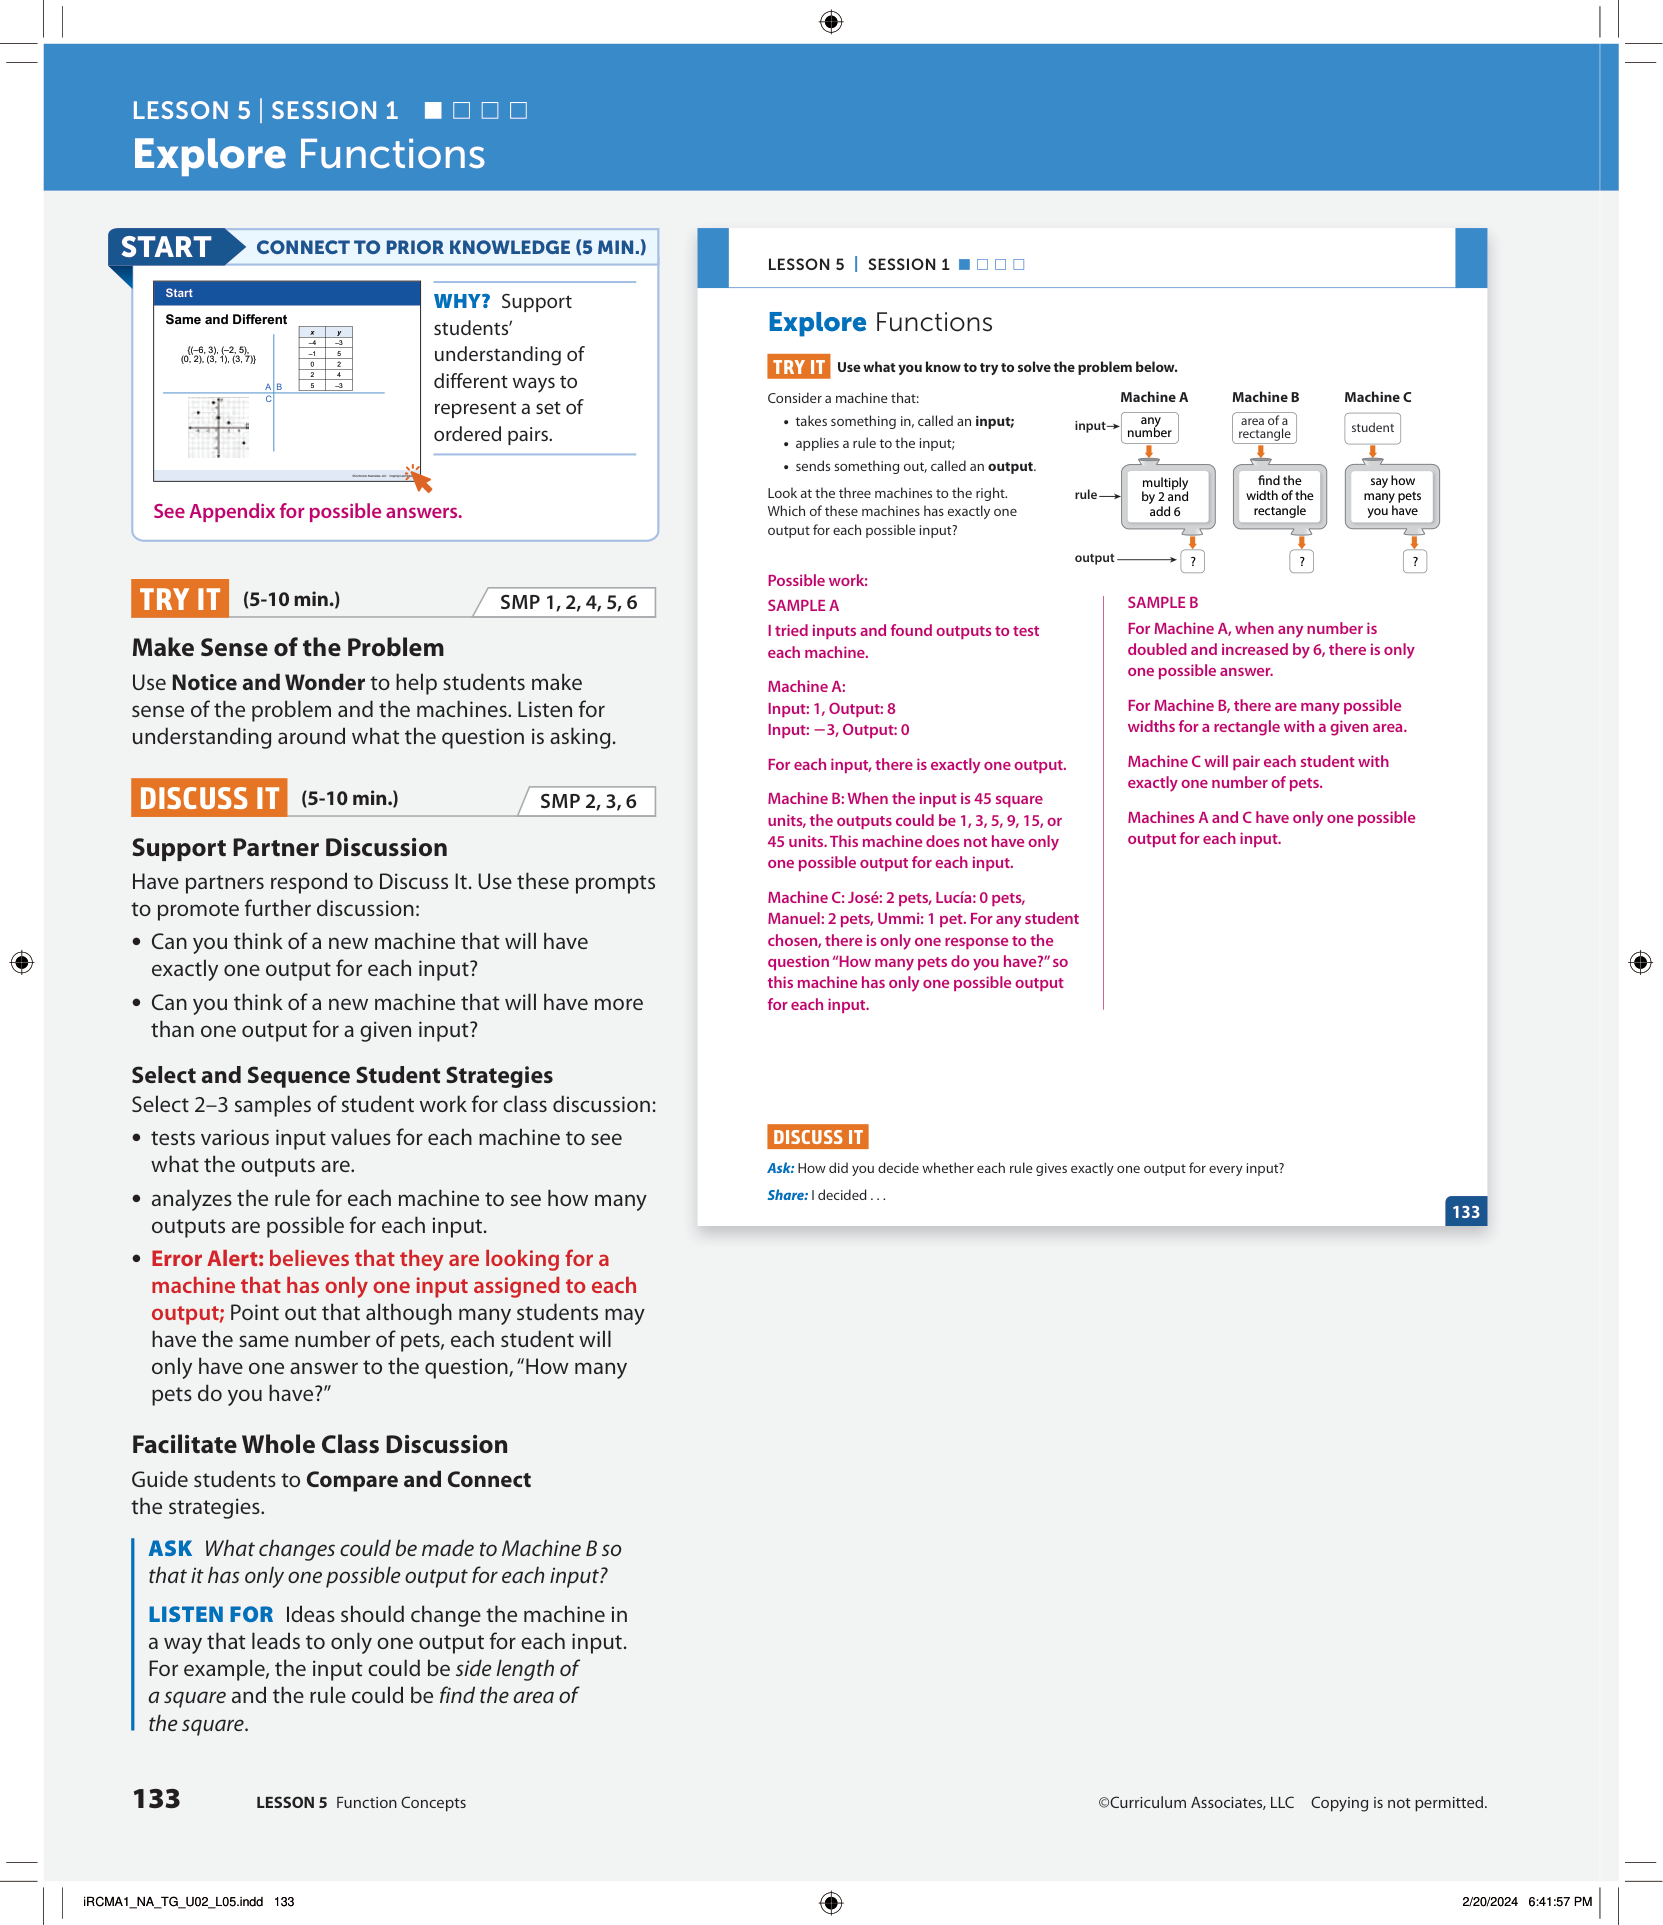 LESSON 5 | SESSION 1
Explore Functions
START CONNECT TO PRIOR KNOWLEDGE (5 MIN.)
Start
Same and Different
{(–6, 3), (–2, 5),
(0, 2), (3, 1), (3, 7)}
x y
–4 –3
–1 5
0 2
2 4
5 –3
A B
C
WHY? Support
students’
understanding of
different ways to
represent a set of
ordered pairs.
See Appendix for possible answers.
TRY IT (5-10 min.) SMP 1, 2, 4, 5, 6
Make Sense of the Problem
Use Notice and Wonder to help students make
sense of the problem and the machines. Listen for
understanding around what the question is asking.
DISCUSS IT (5-10 min.) SMP 2, 3, 6
Support Partner Discussion
Have partners respond to Discuss It. Use these prompts
to promote further discussion:
• Can you think of a new machine that will have
exactly one output for each input?
• Can you think of a new machine that will have more
than one output for a given input?
Select and Sequence Student Strategies
Select 2–3 samples of student work for class discussion:
• tests various input values for each machine to see
what the outputs are.
• analyzes the rule for each machine to see how many
outputs are possible for each input.
• Error Alert: believes that they are looking for a
machine that has only one input assigned to each
output; Point out that although many students may
have the same number of pets, each student will
only have one answer to the question, “How many
pets do you have?”
Facilitate Whole Class Discussion
Guide students to Compare and Connect
the strategies.
ASK What changes could be made to Machine B so
that it has only one possible output for each input?
LISTEN FOR Ideas should change the machine in
a way that leads to only one output for each input.
For example, the input could be side length of
a square and the rule could be find the area of
the square.
LESSON 5 | SESSION 1
Explore Functions
TRY IT Use what you know to try to solve the problem below.
Consider a machine that:
• takes something in, called an input;
• applies a rule to the input;
• sends something out, called an output.
Look at the three machines to the right.
Which of these machines has exactly one
output for each possible input?
Machine A Machine B Machine C
input
any
number
area of a
rectangle
student
rule
multiply
by 2 and
add 6
find the
width of the
rectangle
say how
many pets
you have
output ? ? ?
Possible work:
SAMPLE A
I tried inputs and found outputs to test
each machine.
Machine A:
Input: 1, Output: 8
Input: −3, Output: 0
For each input, there is exactly one output.
Machine B: When the input is 45 square
units, the outputs could be 1, 3, 5, 9, 15, or
45 units. This machine does not have only
one possible output for each input.
Machine C: José: 2 pets, Lucía: 0 pets,
Manuel: 2 pets, Ummi: 1 pet. For any student
chosen, there is only one response to the
question “How many pets do you have?” so
this machine has only one possible output
for each input.
SAMPLE B
For Machine A, when any number is
doubled and increased by 6, there is only
one possible answer.
For Machine B, there are many possible
widths for a rectangle with a given area.
Machine C will pair each student with
exactly one number of pets.
Machines A and C have only one possible
output for each input.
DISCUSS IT
Ask: How did you decide whether each rule gives exactly one output for every input?
Share: I decided . . .
133
133 LESSON 5 Function Concepts
©Curriculum Associates, LLC Copying is not permitted.
iRCMA1_NA_TG_U02_L05.indd 133
2/20/2024 6:41:57 PM